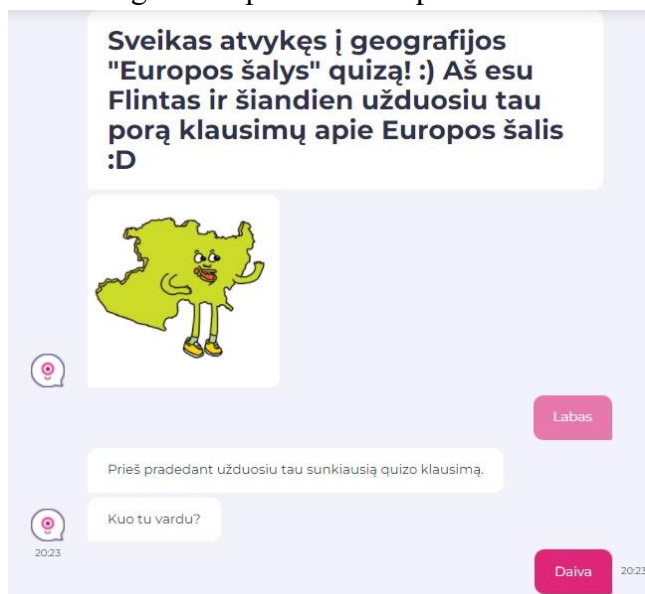 Sveikas atvykęs į geografijos
"Europos šalys" quizą! :) Aš esu
Flintas ir šiandien užduosiu tau
porą klausimų apie Europos šalis
:D
Labas
Prieš pradedant užduosiu tau sunkiausią quizo klausimą.
Kuo tu vardu?
20:23
Daiva
20:23